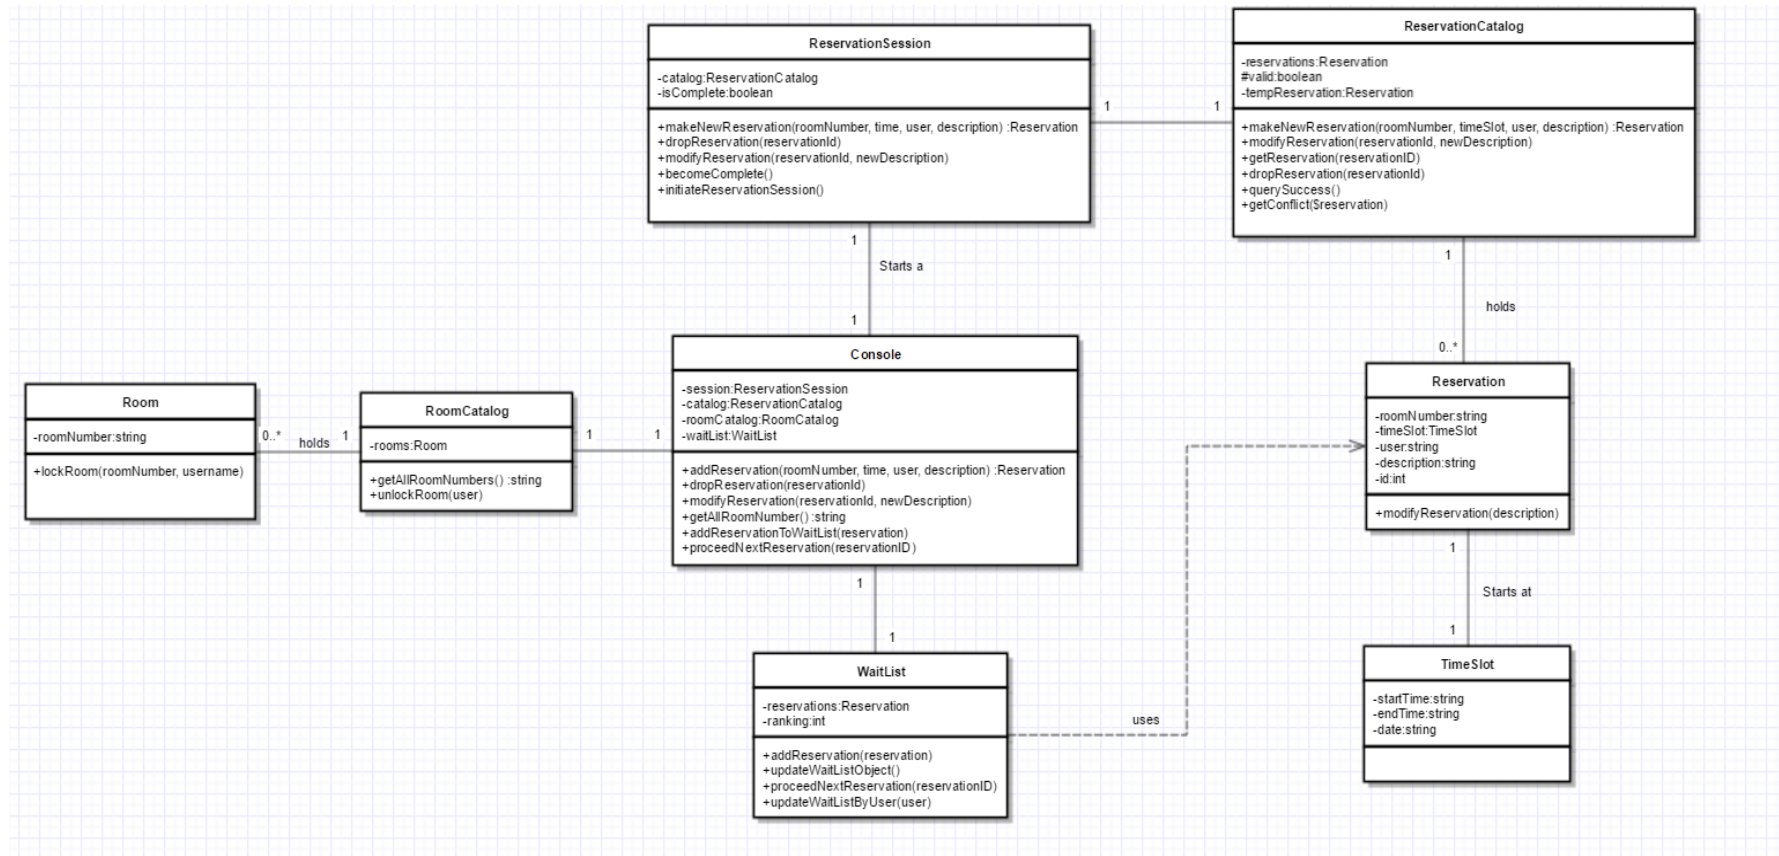 ReservationSession
-catalog:ReservationCatalog
-isComplete:boolean
+makeNewReservation(roomNumber, time, user, description) :Reservation
+dropReservation(reservationId)
+modifyReservation(reservationId, newDescription)
+becomeComplete()
+initiateReservationSession()
1
1
ReservationCatalog
-reservations:Reservation
#valid:boolean
-tempReservation:Reservation
+makeNewReservation(roomNumber, timeSlot, user, description) :Reservation
+modifyReservation(reservationId, newDescription)
+getReservation(reservationID)
+dropReservation(reservationId)
+querySuccess()
+getConflict($reservation)
1
Starts a
1
1
holds
0..*
Room
-roomNumber:string
+lockRoom(roomNumber, username)
0..*
holds
1
RoomCatalog
-rooms:Room
+getAllRoomNumbers() :string
+unlockRoom(user)
1
1
Console
-session:ReservationSession
-catalog:ReservationCatalog
-roomCatalog:RoomCatalog
-waitList:WaitList
+addReservation(roomNumber, time, user, description) :Reservation
+dropReservation(reservationId)
+modifyReservation(reservationId, newDescription)
+getAllRoomNumber() :string
+addReservationToWaitList(reservation)
+proceedNextReservation(reservationID)
Reservation
-roomNumber:string
-timeSlot:TimeSlot
-user:string
-description:string
-id:int
+modifyReservation(description)
1
1
1
Starts at
1
WaitList
-reservations:Reservation
-ranking:int
+addReservation(reservation)
+updateWaitListObject()
+proceedNextReservation(reservationID)
+updateWaitListByUser(user)
uses
TimeSlot
-startTime:string
-endTime:string
-date:string